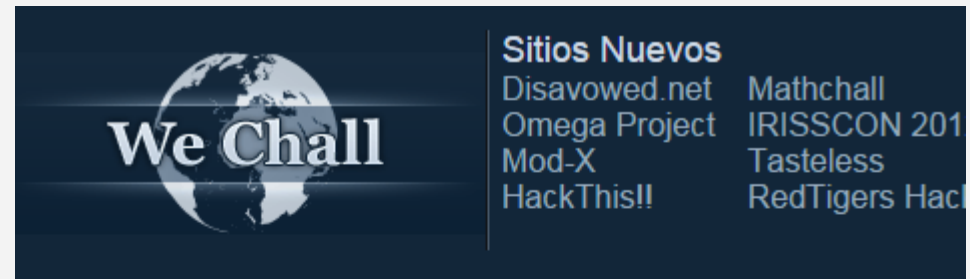 We Chall
Sitios Nuevos
Disavowed.net Mathchall
Omega Project IRISSCON 201
Mod-X Tasteless
HackThis!! RedTigers Hac